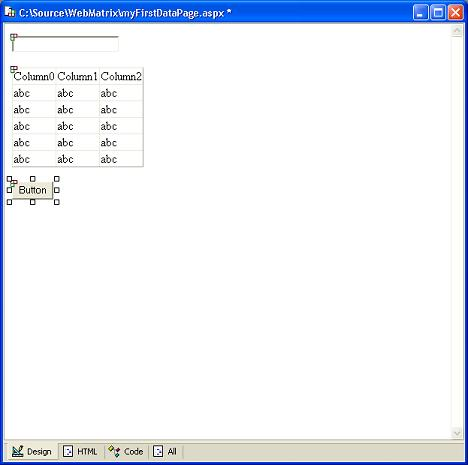 C:\Source\WebMatrix\myFirstDataPage.aspx *
Column0 Column1 Column2
abc abc abc
abc abc abc
abc abc abc
abc abc abc
abc abc abc
Button
Design HTML Code All